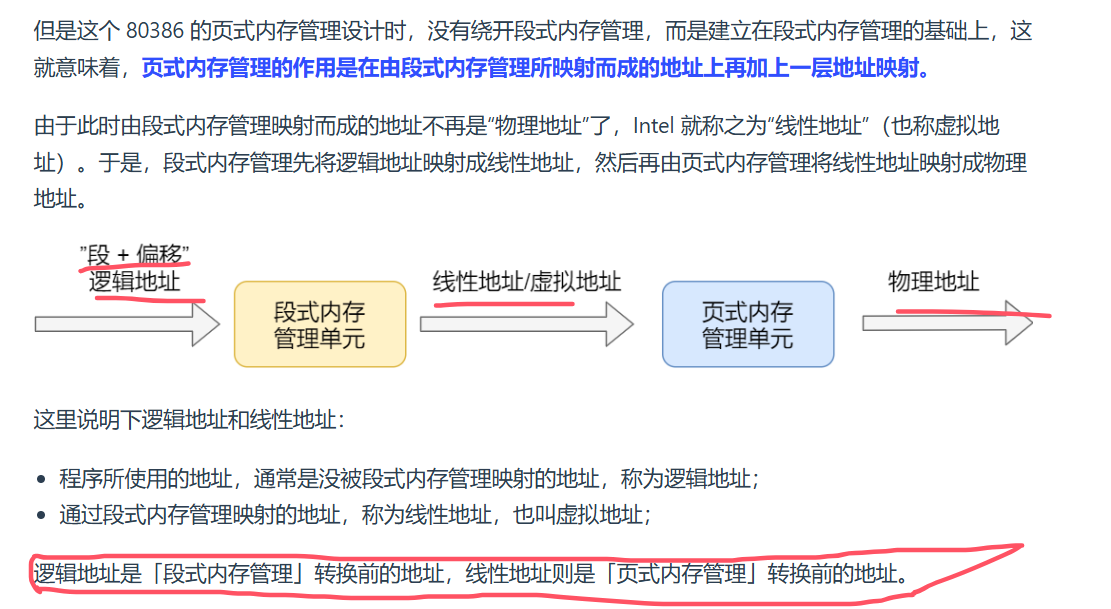 但是这个 80386 的页式内存管理设计时，没有绕开段式内存管理，而是建立在段式内存管理的基础上，这
就意味着，页式内存管理的作用是在由段式内存管理所映射而成的地址上再加上一层地址映射。
由于此时由段式内存管理映射而成的地址不再是“物理地址”了，Intel 就称之为“线性地址”（也称虚拟地
址）。于是，段式内存管理先将逻辑地址映射成线性地址，然后再由页式内存管理将线性地址映射成物理
地址。
”段 + 偏移”
逻辑地址
段式内存
管理单元
线性地址/虚拟地址
页式内存
管理单元
物理地址
这里说明下逻辑地址和线性地址：
• 程序所使用的地址，通常是没被段式内存管理映射的地址，称为逻辑地址；
• 通过段式内存管理映射的地址，称为线性地址，也叫虚拟地址；
逻辑地址是「段式内存管理」转换前的地址，线性地址则是「页式内存管理」转换前的地址。